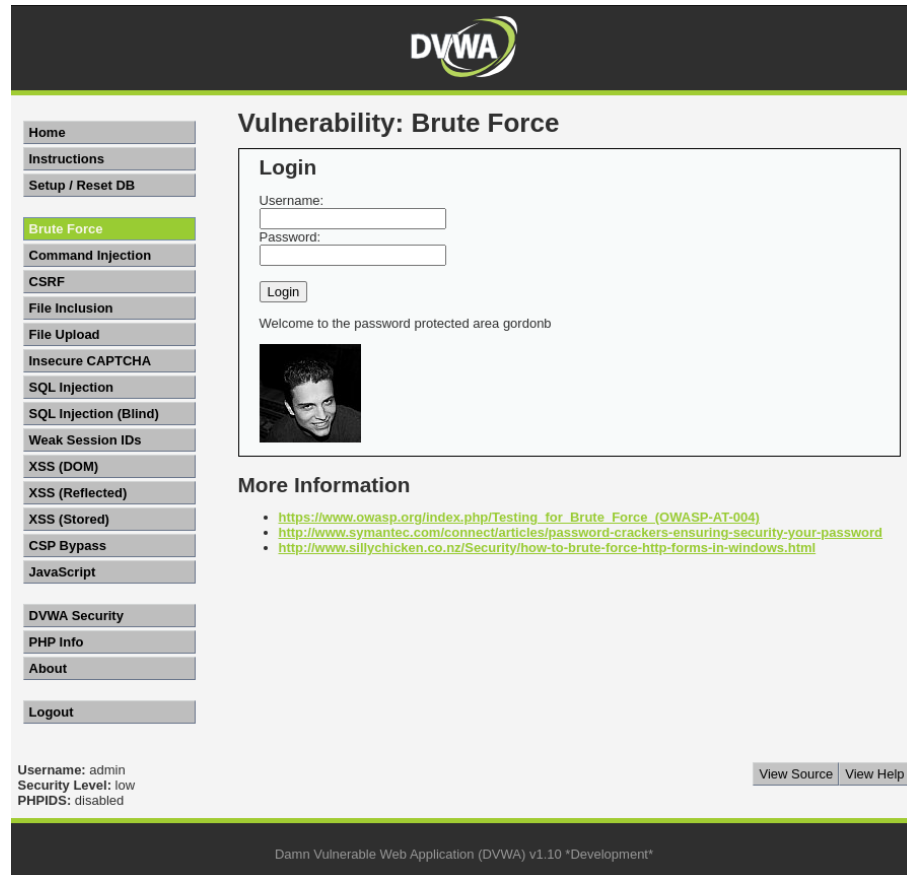 DVWA
Home
Instructions
Setup / Reset DB
Brute Force
Command Injection
CSRF
File Inclusion
File Upload
Insecure CAPTCHA
SQL Injection
SQL Injection (Blind)
Weak Session IDs
XSS (DOM)
XSS (Reflected)
XSS (Stored)
CSP Bypass
JavaScript
DVWA Security
PHP Info
About
Logout
Vulnerability: Brute Force
Login
Username:
Password:
Login
Welcome to the password protected area gordonb
More Information
https://www.owasp.org/index.php/Testing_for_Brute_Force_(OWASP-AT-004)
http://www.symantec.com/connect/articles/password-crackers-ensuring-security-your-password
http://www.sillychicken.co.nz/Security/how-to-brute-force-http-forms-in-windows.html
Username: admin
Security Level: low
PHPIDS: disabled
View Source
View Help
Damn Vulnerable Web Application (DVWA) v1.10 *Development*